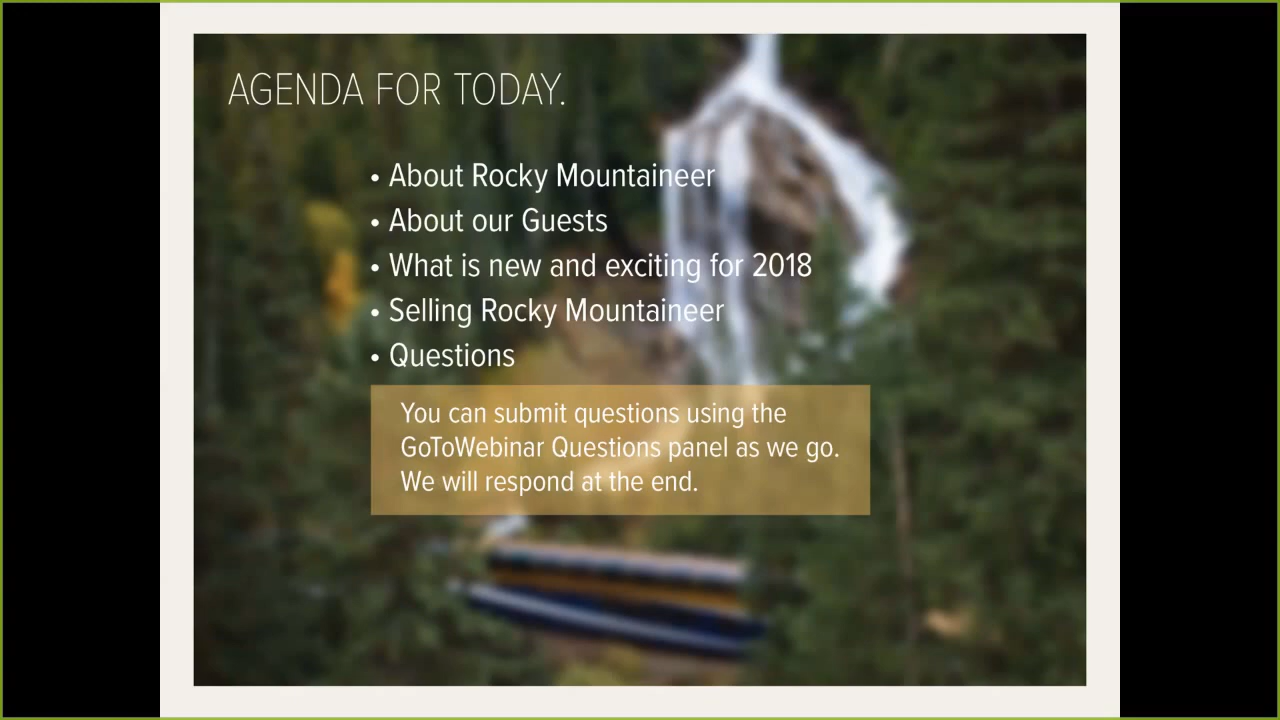 AGENDA FOR TODAY.
• About Rocky Mountaineer
• About our Guests
• What is new and exciting for 2018
• Selling Rocky Mountaineer
• Questions
You can submit questions using the
GoToWebinar Questions panel as we go.
We will respond at the end.